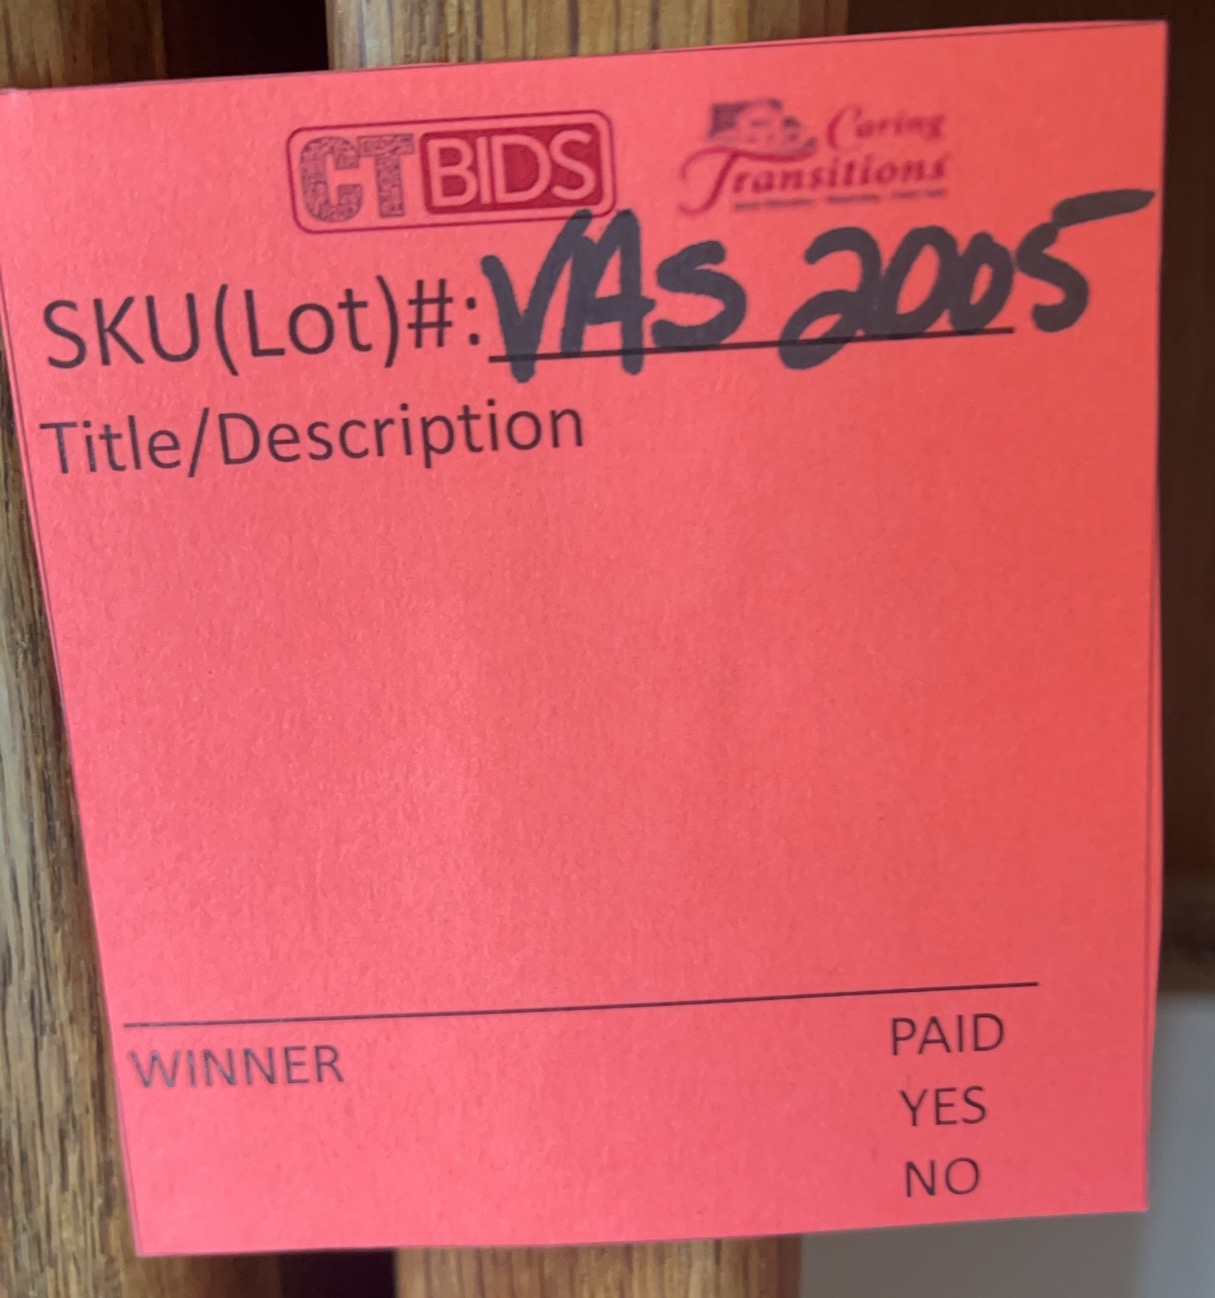 CTBIDS
Caring
Transitions
SKU(Lot)#: VAS 2005
Title/Description
WINNER
PAID
YES
NO